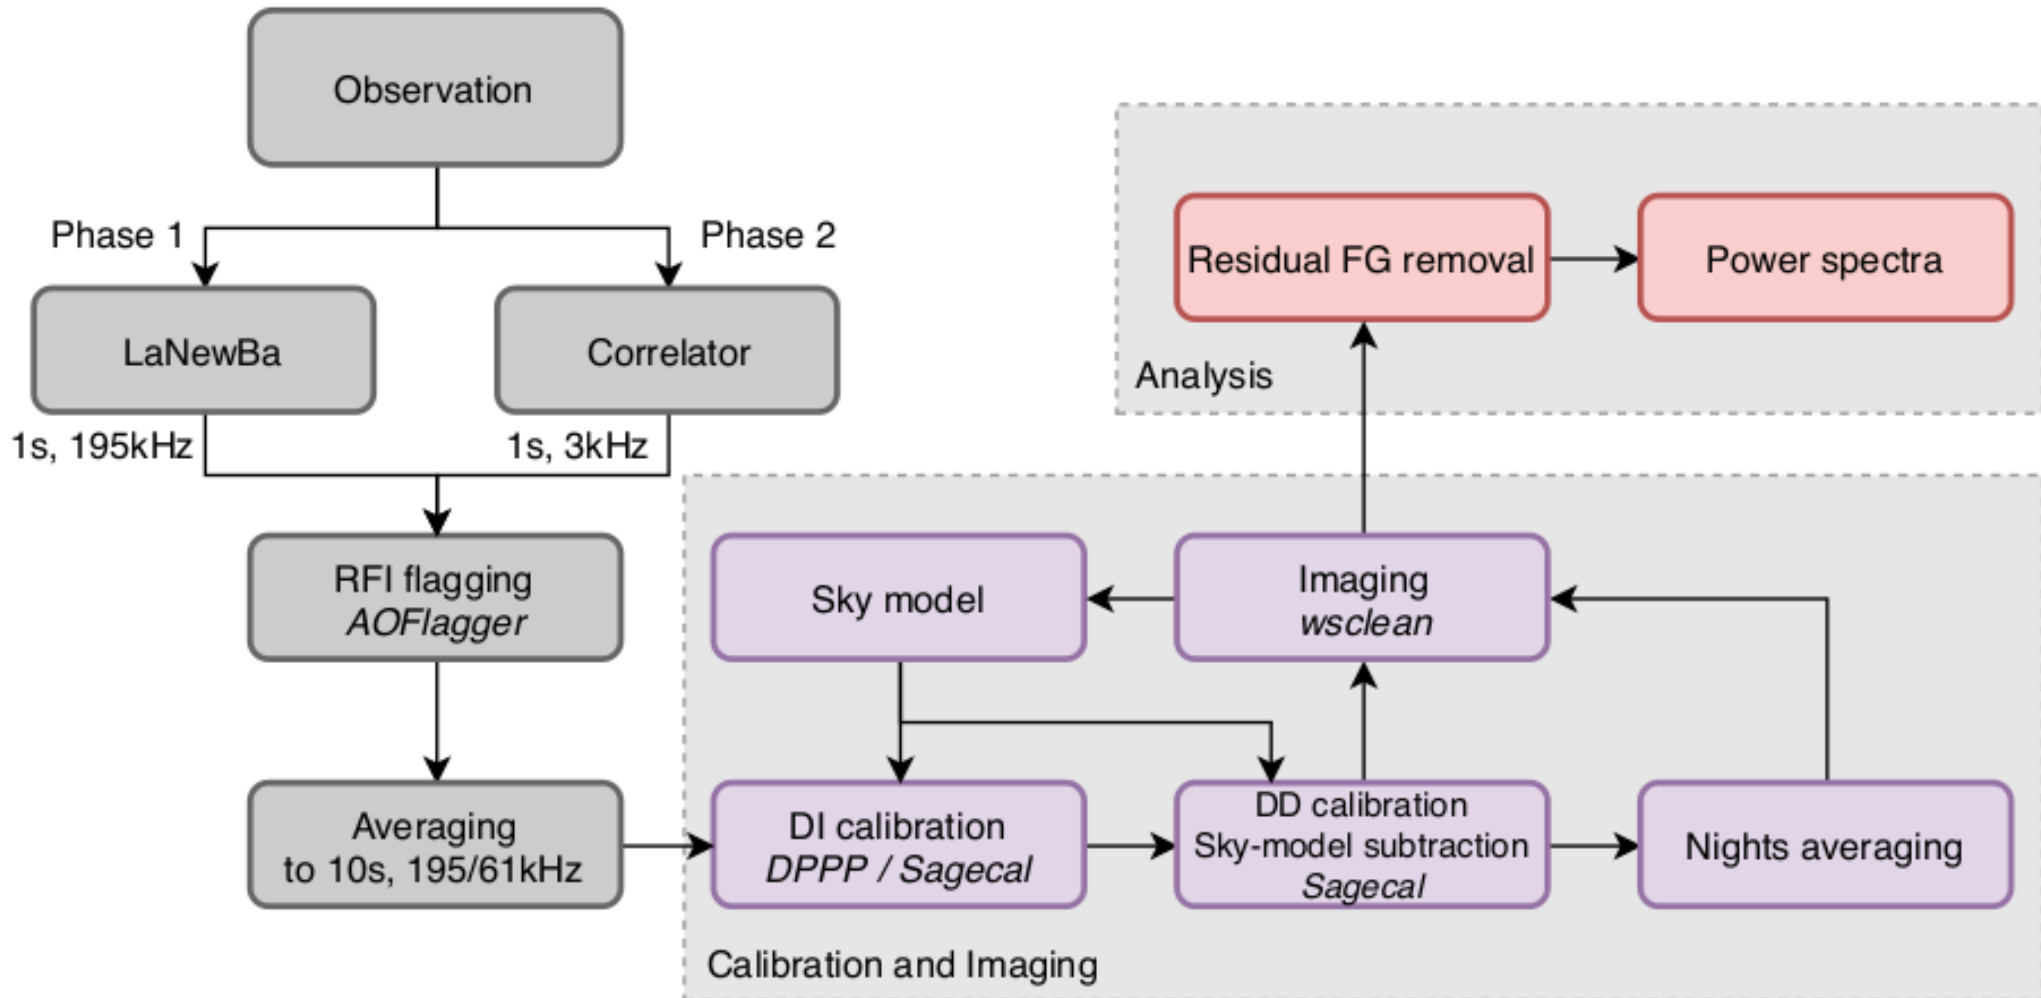 Observation
Phase 1
Phase 2
LaNewBa
Correlator
1s, 195kHz
1s, 3kHz
RFI flagging
AOFlagger
Averaging
to 10s, 195/61kHz
Residual FG removal
Power spectra
Analysis
Sky model
Imaging
wsclean
DI calibration
DPPP / Sagecal
DD calibration
Sky-model subtraction
Sagecal
Nights averaging
Calibration and Imaging